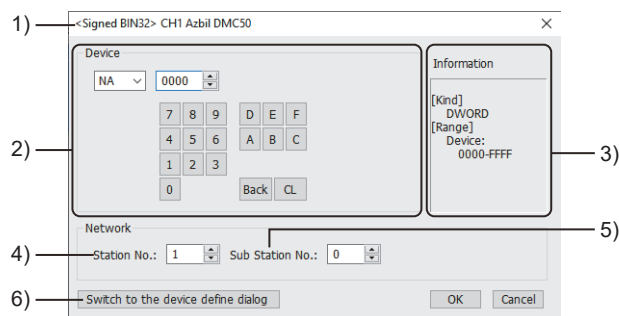 1)
<Signed BIN32> CH1 Azbil DMC50
Device
NA 0000
7 8 9 D E F
4 5 6 A B C
1 2 3
0 Back CL
2)
Information
[Kind]
DWORD
[Range]
Device:
0000-FFFF
3)
Network
5)
4)
Station No.: 1 Sub Station No.: 0
6)
Switch to the device define dialog OK Cancel